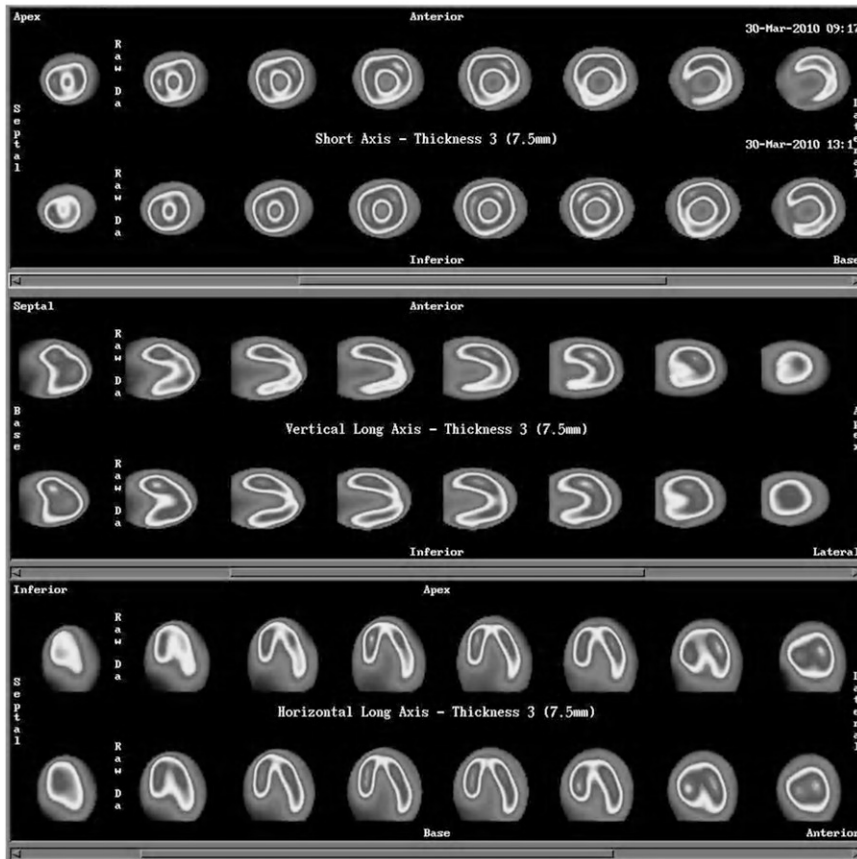 Apex
Anterior
30-Mar-2010 09:17
Raw Da
Septal
Short Axis - Thickness 3 (7.5mm)
30-Mar-2010 13:1
Raw Da
Inferior
Base
Septal
Anterior
Raw Da
Base
Vertical Long Axis - Thickness 3 (7.5mm)
Apex
Raw Da
Inferior
Lateral
Inferior
Apex
Raw Da
Septal
Horizontal Long Axis - Thickness 3 (7.5mm)
Raw Da
Base
Anterior